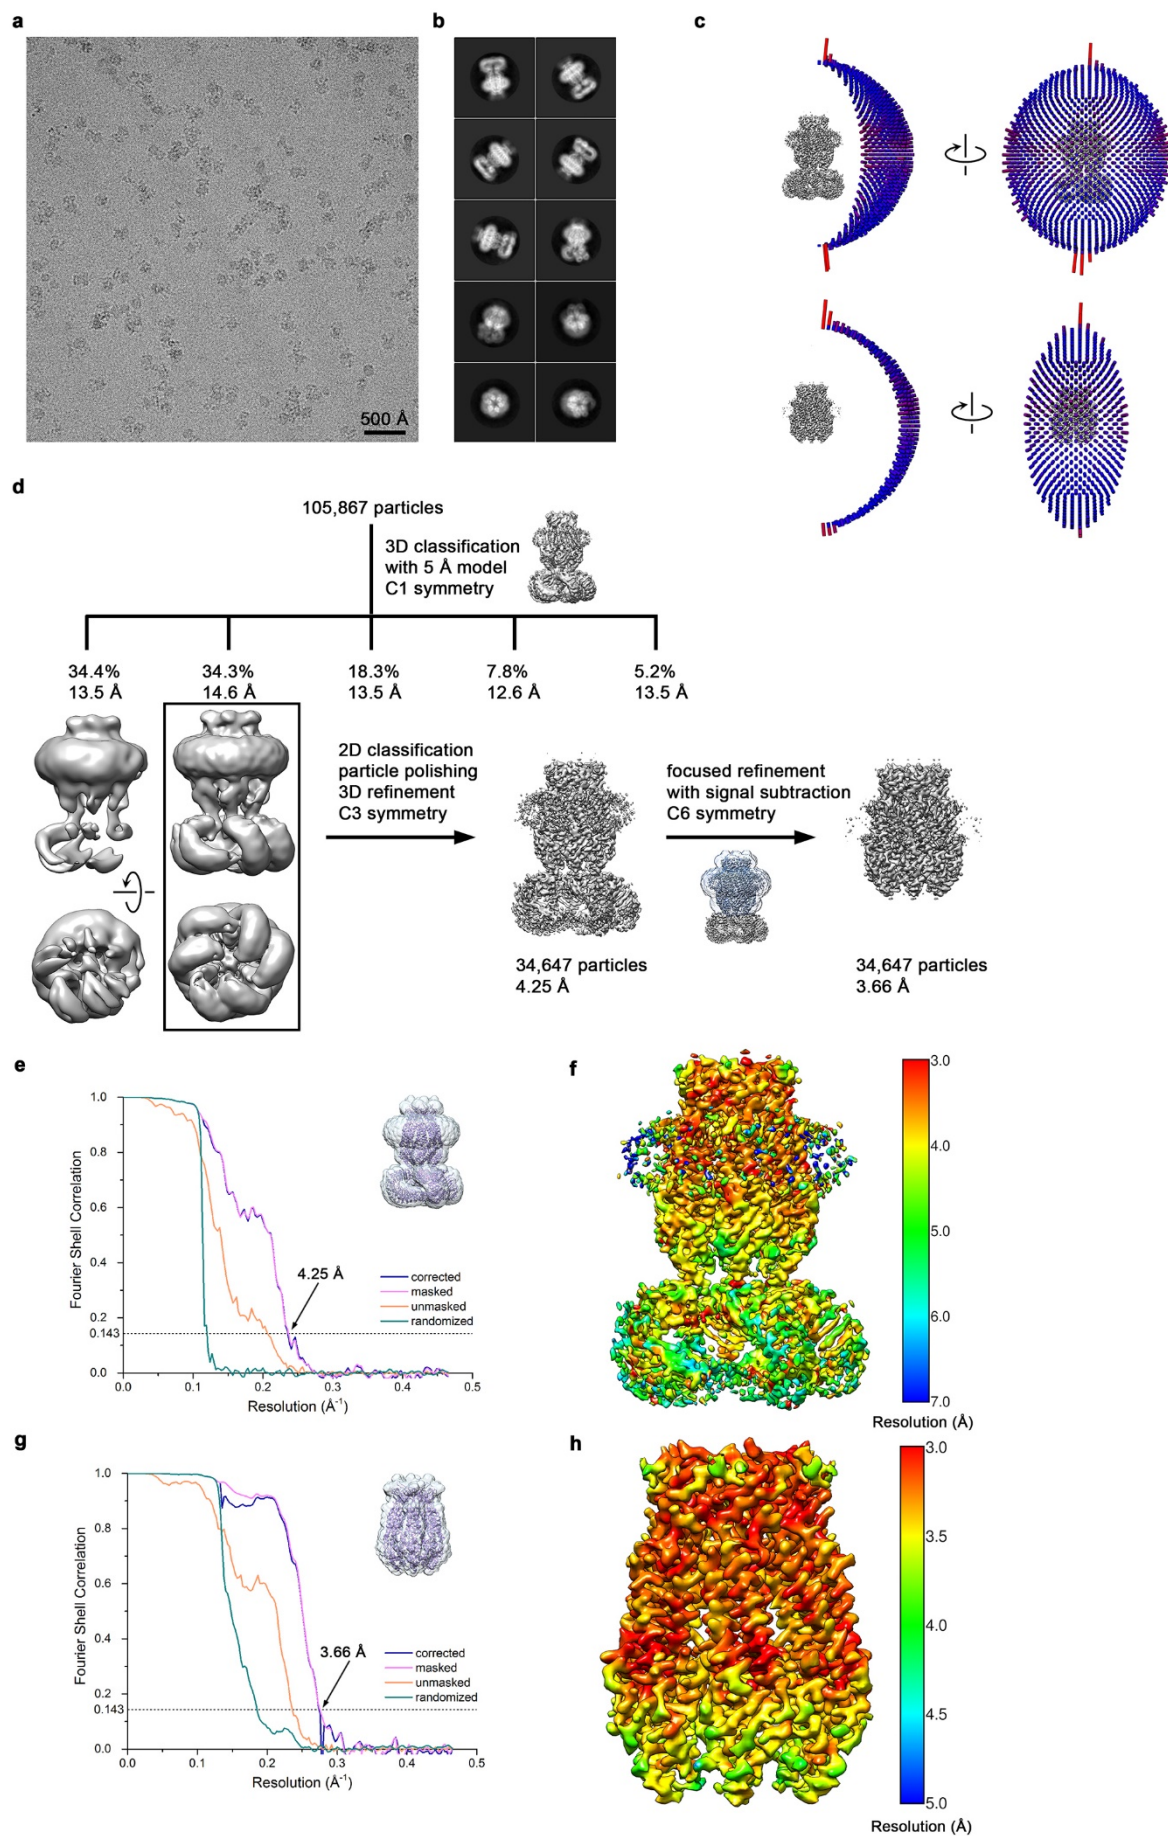 a
b
c
500 Å
d
105,867 particles
3D classification
with 5 Å model
C1 symmetry
34.4%
13.5 Å
34.3%
14.6 Å
18.3%
13.5 Å
7.8%
12.6 Å
5.2%
13.5 Å
2D classification
particle polishing
3D refinement
C3 symmetry
focused refinement
with signal subtraction
C6 symmetry
34,647 particles
4.25 Å
34,647 particles
3.66 Å
e
1.0
0.8
0.6
0.4
0.2
0.143
0.0
Fourier Shell Correlation
4.25 Å
corrected
masked
unmasked
randomized
0.0
0.1
0.2
0.3
0.4
0.5
Resolution (Å-1)
f
3.0
4.0
5.0
6.0
7.0
Resolution (Å)
g
1.0
0.8
0.6
0.4
0.2
0.143
0.0
Fourier Shell Correlation
3.66 Å
corrected
masked
unmasked
randomized
0.0
0.1
0.2
0.3
0.4
0.5
Resolution (Å-1)
h
3.0
3.5
4.0
4.5
5.0
Resolution (Å)